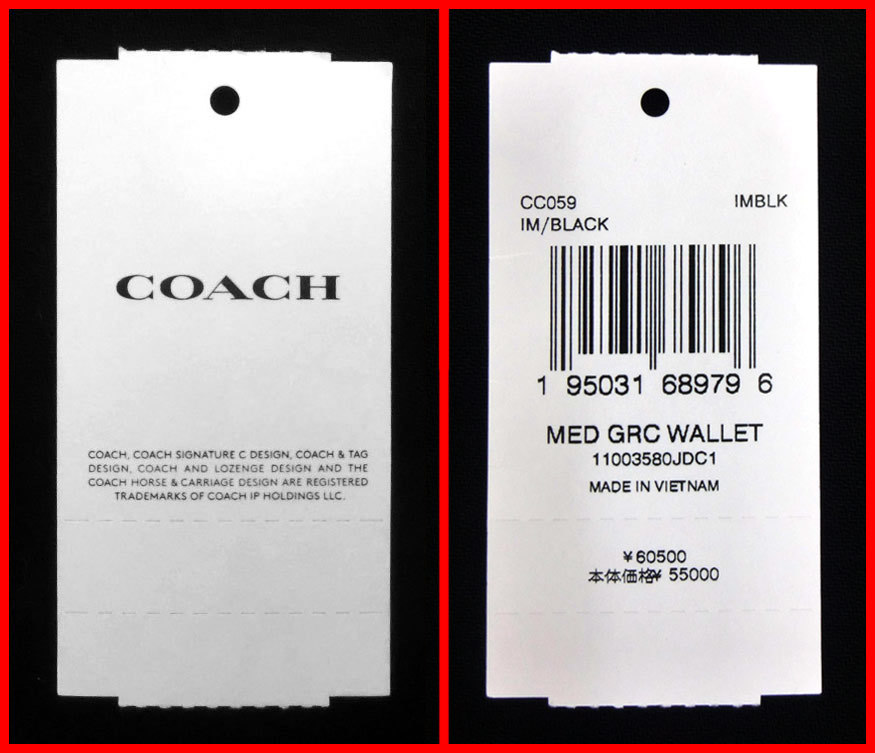 COACH
COACH, COACH SIGNATURE C DESIGN, COACH & TAG
DESIGN, COACH AND LOZENGE DESIGN AND THE
COACH HORSE & CARRIAGE DESIGN ARE REGISTERED
TRADEMARKS OF COACH IP HOLDINGS LLC.
CC059 IMBLK
IM/BLACK
1 95031 68979 6
MED GRC WALLET
11003580JDC1
MADE IN VIETNAM
¥60500
本体価格¥ 55000